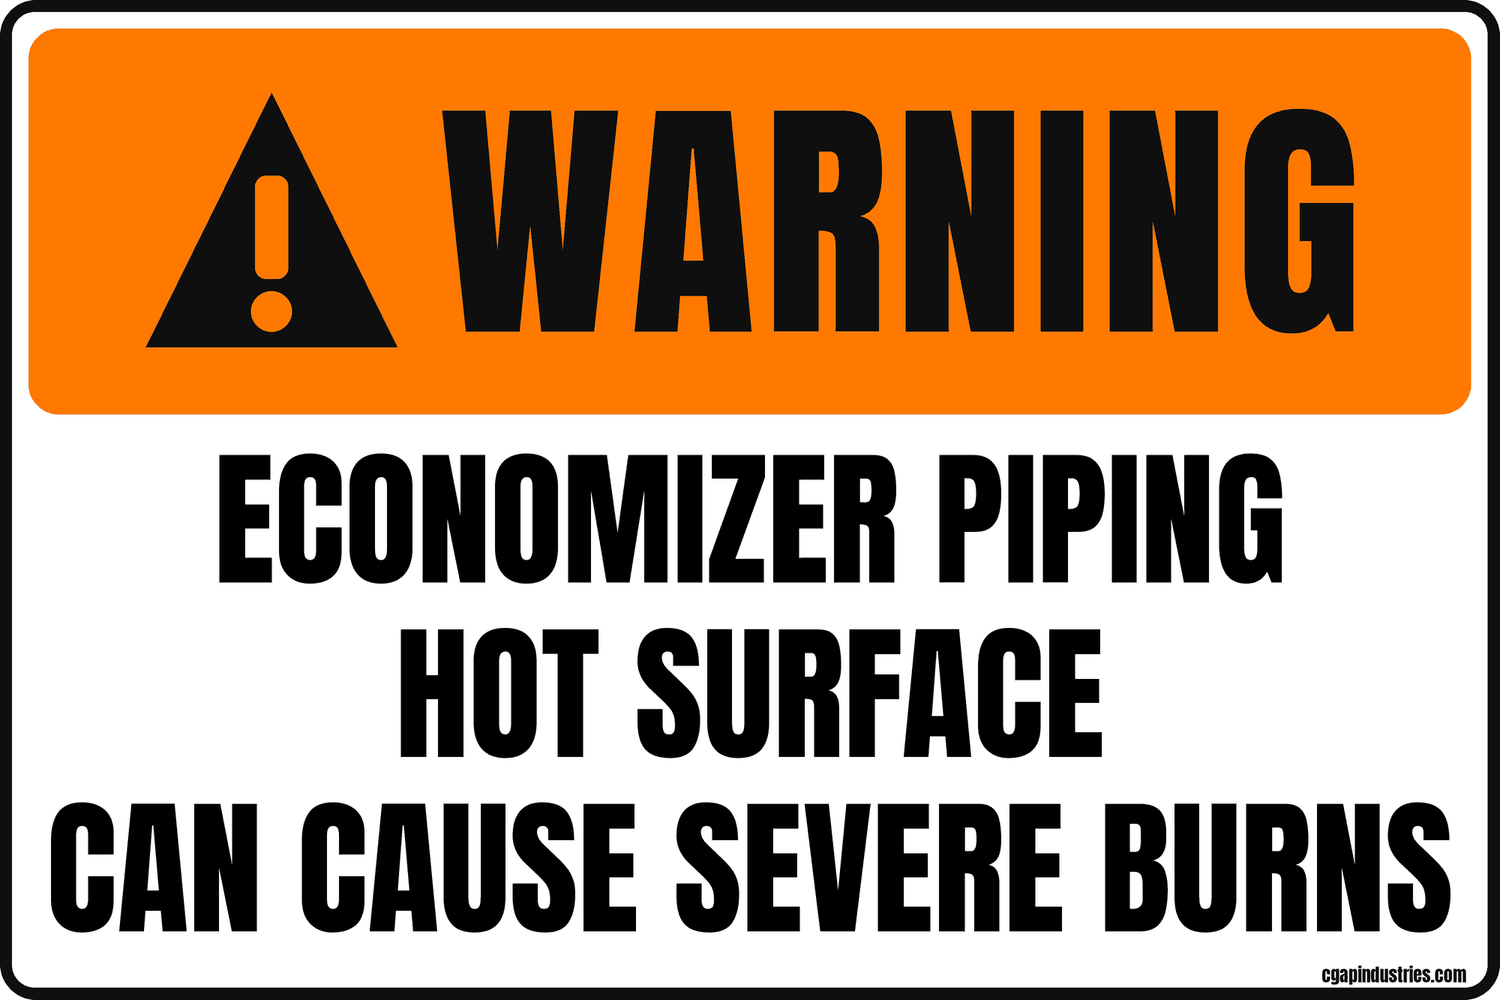 WARNING
ECONOMIZER PIPING
HOT SURFACE
CAN CAUSE SEVERE BURNS
cgapindustries.com